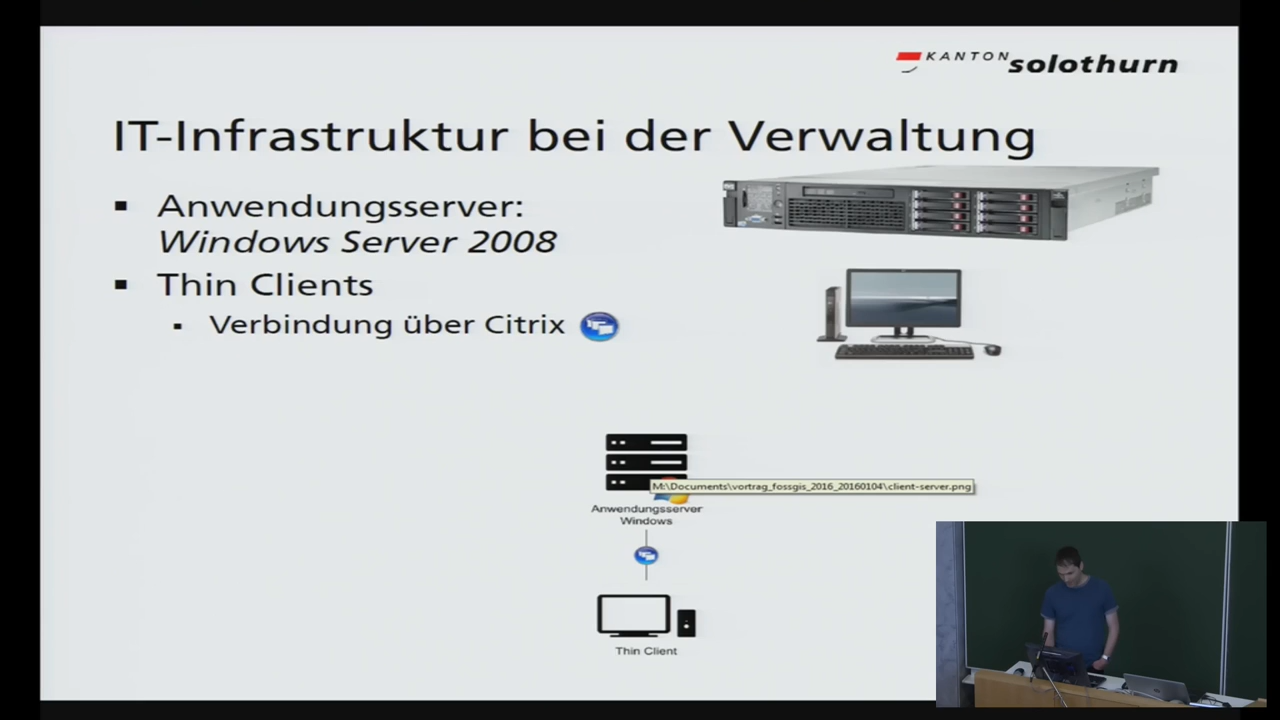 KANTON solothurn
IT-Infrastruktur bei der Verwaltung
Anwendungsserver:
Windows Server 2008
Thin Clients
Verbindung über Citrix
M:\Documents\vortrag_fossgis_2016_20160104\client-server.png
Anwendungsserver
Windows
Thin Client